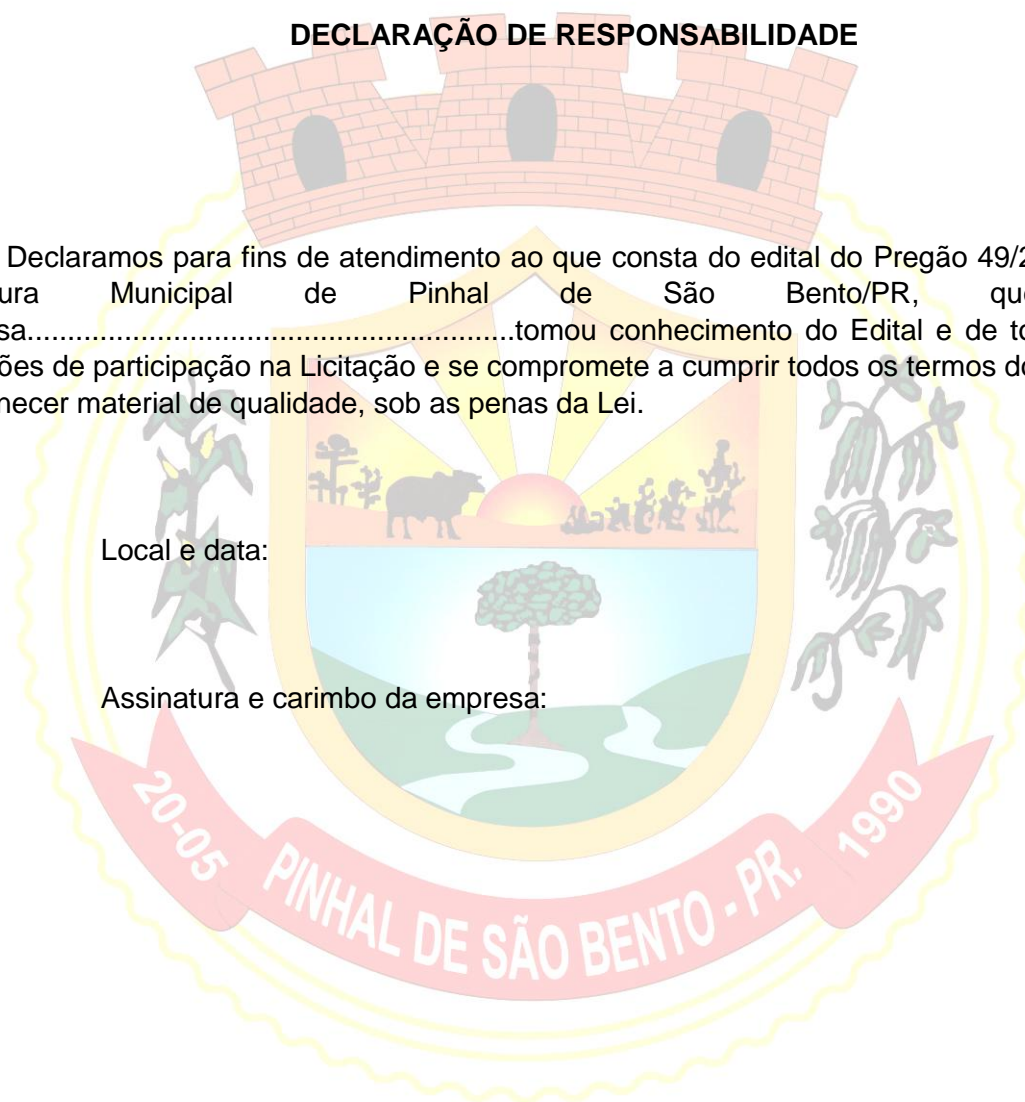 DECLARAÇÃO DE RESPONSABILIDADE
Declaramos para fins de atendimento ao que consta do edital do Pregão 49/2
ura Municipal de Pinhal de São Bento/PR, que
sa............................................................tomou conhecimento do Edital e de to
ões de participação na Licitação e se compromete a cumprir todos os termos do
necer material de qualidade, sob as penas da Lei.
Local e data:
Assinatura e carimbo da empresa:
20-05 PINHAL DE SÃO BENTO - PR. 1990